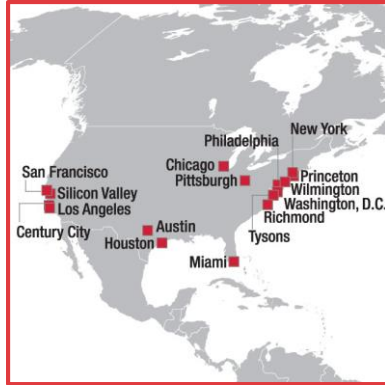 New York
Philadelphia
Chicago
Pittsburgh
Princeton
Wilmington
Washington, D.C.
Richmond
Tysons
San Francisco
Silicon Valley
Los Angeles
Century City
Austin
Houston
Miami